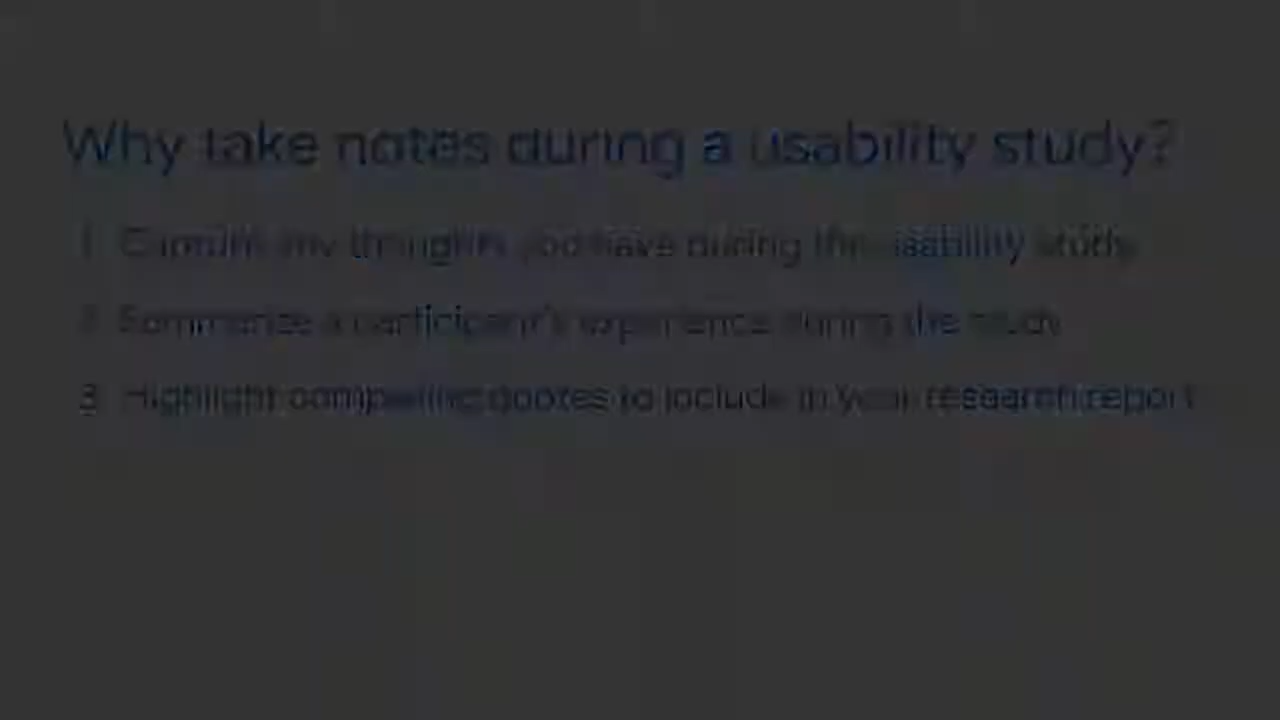 Why take notes during a usability study?
1. Capture any thoughts you have during the usability study
2. Summarize a participant's experience during the study
3. Highlight compelling quotes to include in your research report